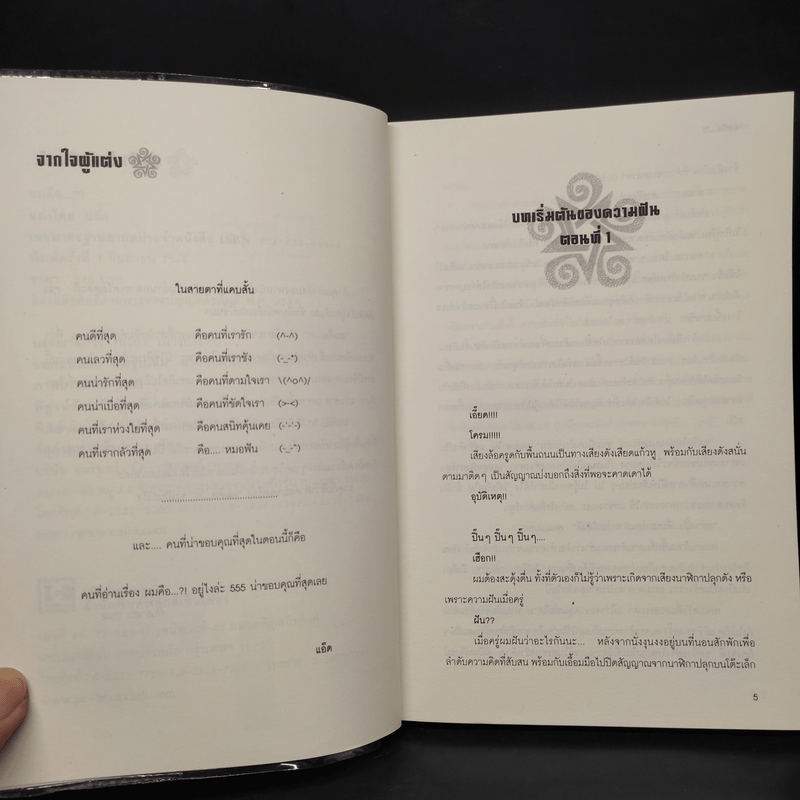 จากใจผู้แต่ง
ในสายตาที่แคบสั้น
คนดีที่สุด คือคนที่เรารัก (^-^)
คนเลวที่สุด คือคนที่เราชัง (-_-*)
คนน่ารักที่สุด คือคนที่ตามใจเรา \(^o^)/
คนน่าเบื่อที่สุด คือคนที่ขัดใจเรา (>-<)
คนที่เราห่วงใยที่สุด คือคนสนิทคุ้นเคย (-'-'-)
คนที่เรากลัวที่สุด คือ.... หมอฟัน (-_-*)
และ.... คนที่น่าขอบคุณที่สุดในตอนนี้ก็คือ
คนที่อ่านเรื่อง ผมคือ...?! อยู่ไงล่ะ 555 น่าขอบคุณที่สุดเลย
แอ๊ด
บทเริ่มต้นของความฝัน
ตอนที่ 1
เอี๊ยด!!!!
โครม!!!!!
เสียงล้อครูดกับพื้นถนนเป็นทางเสียงดังเสียดแก้วหู พร้อมกับเสียงดังสนั่น
ตามมาติดๆ เป็นสัญญาณบ่งบอกถึงสิ่งที่พอจะคาดเดาได้
อุบัติเหตุ!!
ปิ๊นๆ ปิ๊นๆ ปิ๊นๆ....
เฮือก!!
ผมต้องสะดุ้งตื่น ทั้งที่ตัวเองก็ไม่รู้ว่าเพราะเกิดจากเสียงนาฬิกาปลุกดัง หรือ
เพราะความฝันเมื่อครู่
ฝัน??
เมื่อครู่ผมฝันว่าอะไรกันนะ... หลังจากนั่งงุนงงอยู่บนที่นอนสักพักเพื่อ
ลำดับความคิดที่สับสน พร้อมกับเอื้อมมือไปปิดสัญญาณจากนาฬิกาปลุกบนโต๊ะเล็ก
5